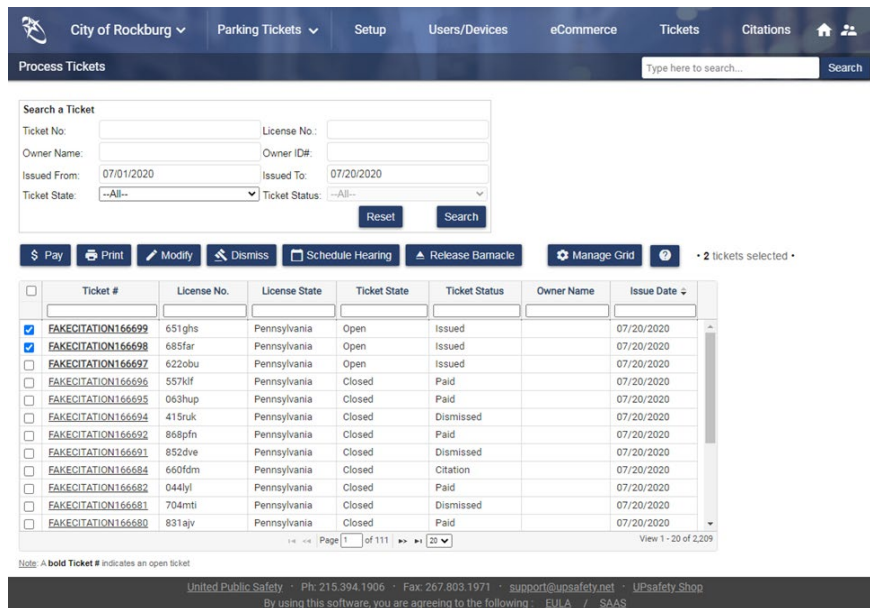 City of Rockburg Parking Tickets Setup Users/Devices eCommerce Tickets Citations
Process Tickets Type here to search... Search
Search a Ticket
Ticket No: License No.:
Owner Name: Owner ID#:
Issued From: 07/01/2020 Issued To: 07/20/2020
Ticket State: --All-- Ticket Status: --All--
Reset Search
$ Pay Print Modify Dismiss Schedule Hearing Release Barnacle Manage Grid ? • 2 tickets selected •
Ticket # License No. License State Ticket State Ticket Status Owner Name Issue Date
FAKECITATION166699 651ghs Pennsylvania Open Issued 07/20/2020
FAKECITATION166698 685far Pennsylvania Open Issued 07/20/2020
FAKECITATION166697 622obu Pennsylvania Open Issued 07/20/2020
FAKECITATION166696 557klf Pennsylvania Closed Paid 07/20/2020
FAKECITATION166695 063hup Pennsylvania Closed Paid 07/20/2020
FAKECITATION166694 415ruk Pennsylvania Closed Dismissed 07/20/2020
FAKECITATION166692 868pfn Pennsylvania Closed Paid 07/20/2020
FAKECITATION166691 852dve Pennsylvania Closed Dismissed 07/20/2020
FAKECITATION166684 660fdm Pennsylvania Closed Citation 07/20/2020
FAKECITATION166682 044lyl Pennsylvania Closed Paid 07/20/2020
FAKECITATION166681 704mti Pennsylvania Closed Dismissed 07/20/2020
FAKECITATION166680 831ajv Pennsylvania Closed Paid 07/20/2020
Page 1 of 111 20 View 1 - 20 of 2,209
Note: A bold Ticket # indicates an open ticket
United Public Safety · Ph: 215.394.1906 · Fax: 267.803.1971 · support@upsafety.net · UPsafety Shop
By using this software, you are agreeing to the following : EULA / SAAS